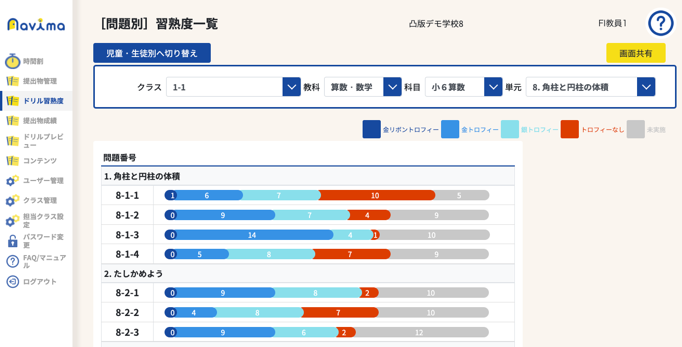 navima
[問題別] 習熟度一覧
凸版デモ学校8
FI教員1
?
児童・生徒別へ切り替え
画面共有
クラス 1-1 教科 算数・数学 科目 小６算数 単元 8. 角柱と円柱の体積
金リボントロフィー 金トロフィー 銀トロフィー トロフィーなし 未実施
時間割
提出物管理
ドリル習熟度
提出物成績
ドリルプレビ
ュー
コンテンツ
ユーザー管理
クラス管理
担当クラス設
定
パスワード変
更
FAQ/マニュア
ル
ログアウト
問題番号
1. 角柱と円柱の体積
8-1-1 1 6 7 10 5
8-1-2 0 9 7 4 9
8-1-3 0 14 4 1 10
8-1-4 0 5 8 7 9
2. たしかめよう
8-2-1 0 9 8 2 10
8-2-2 0 4 8 7 10
8-2-3 0 9 6 2 12